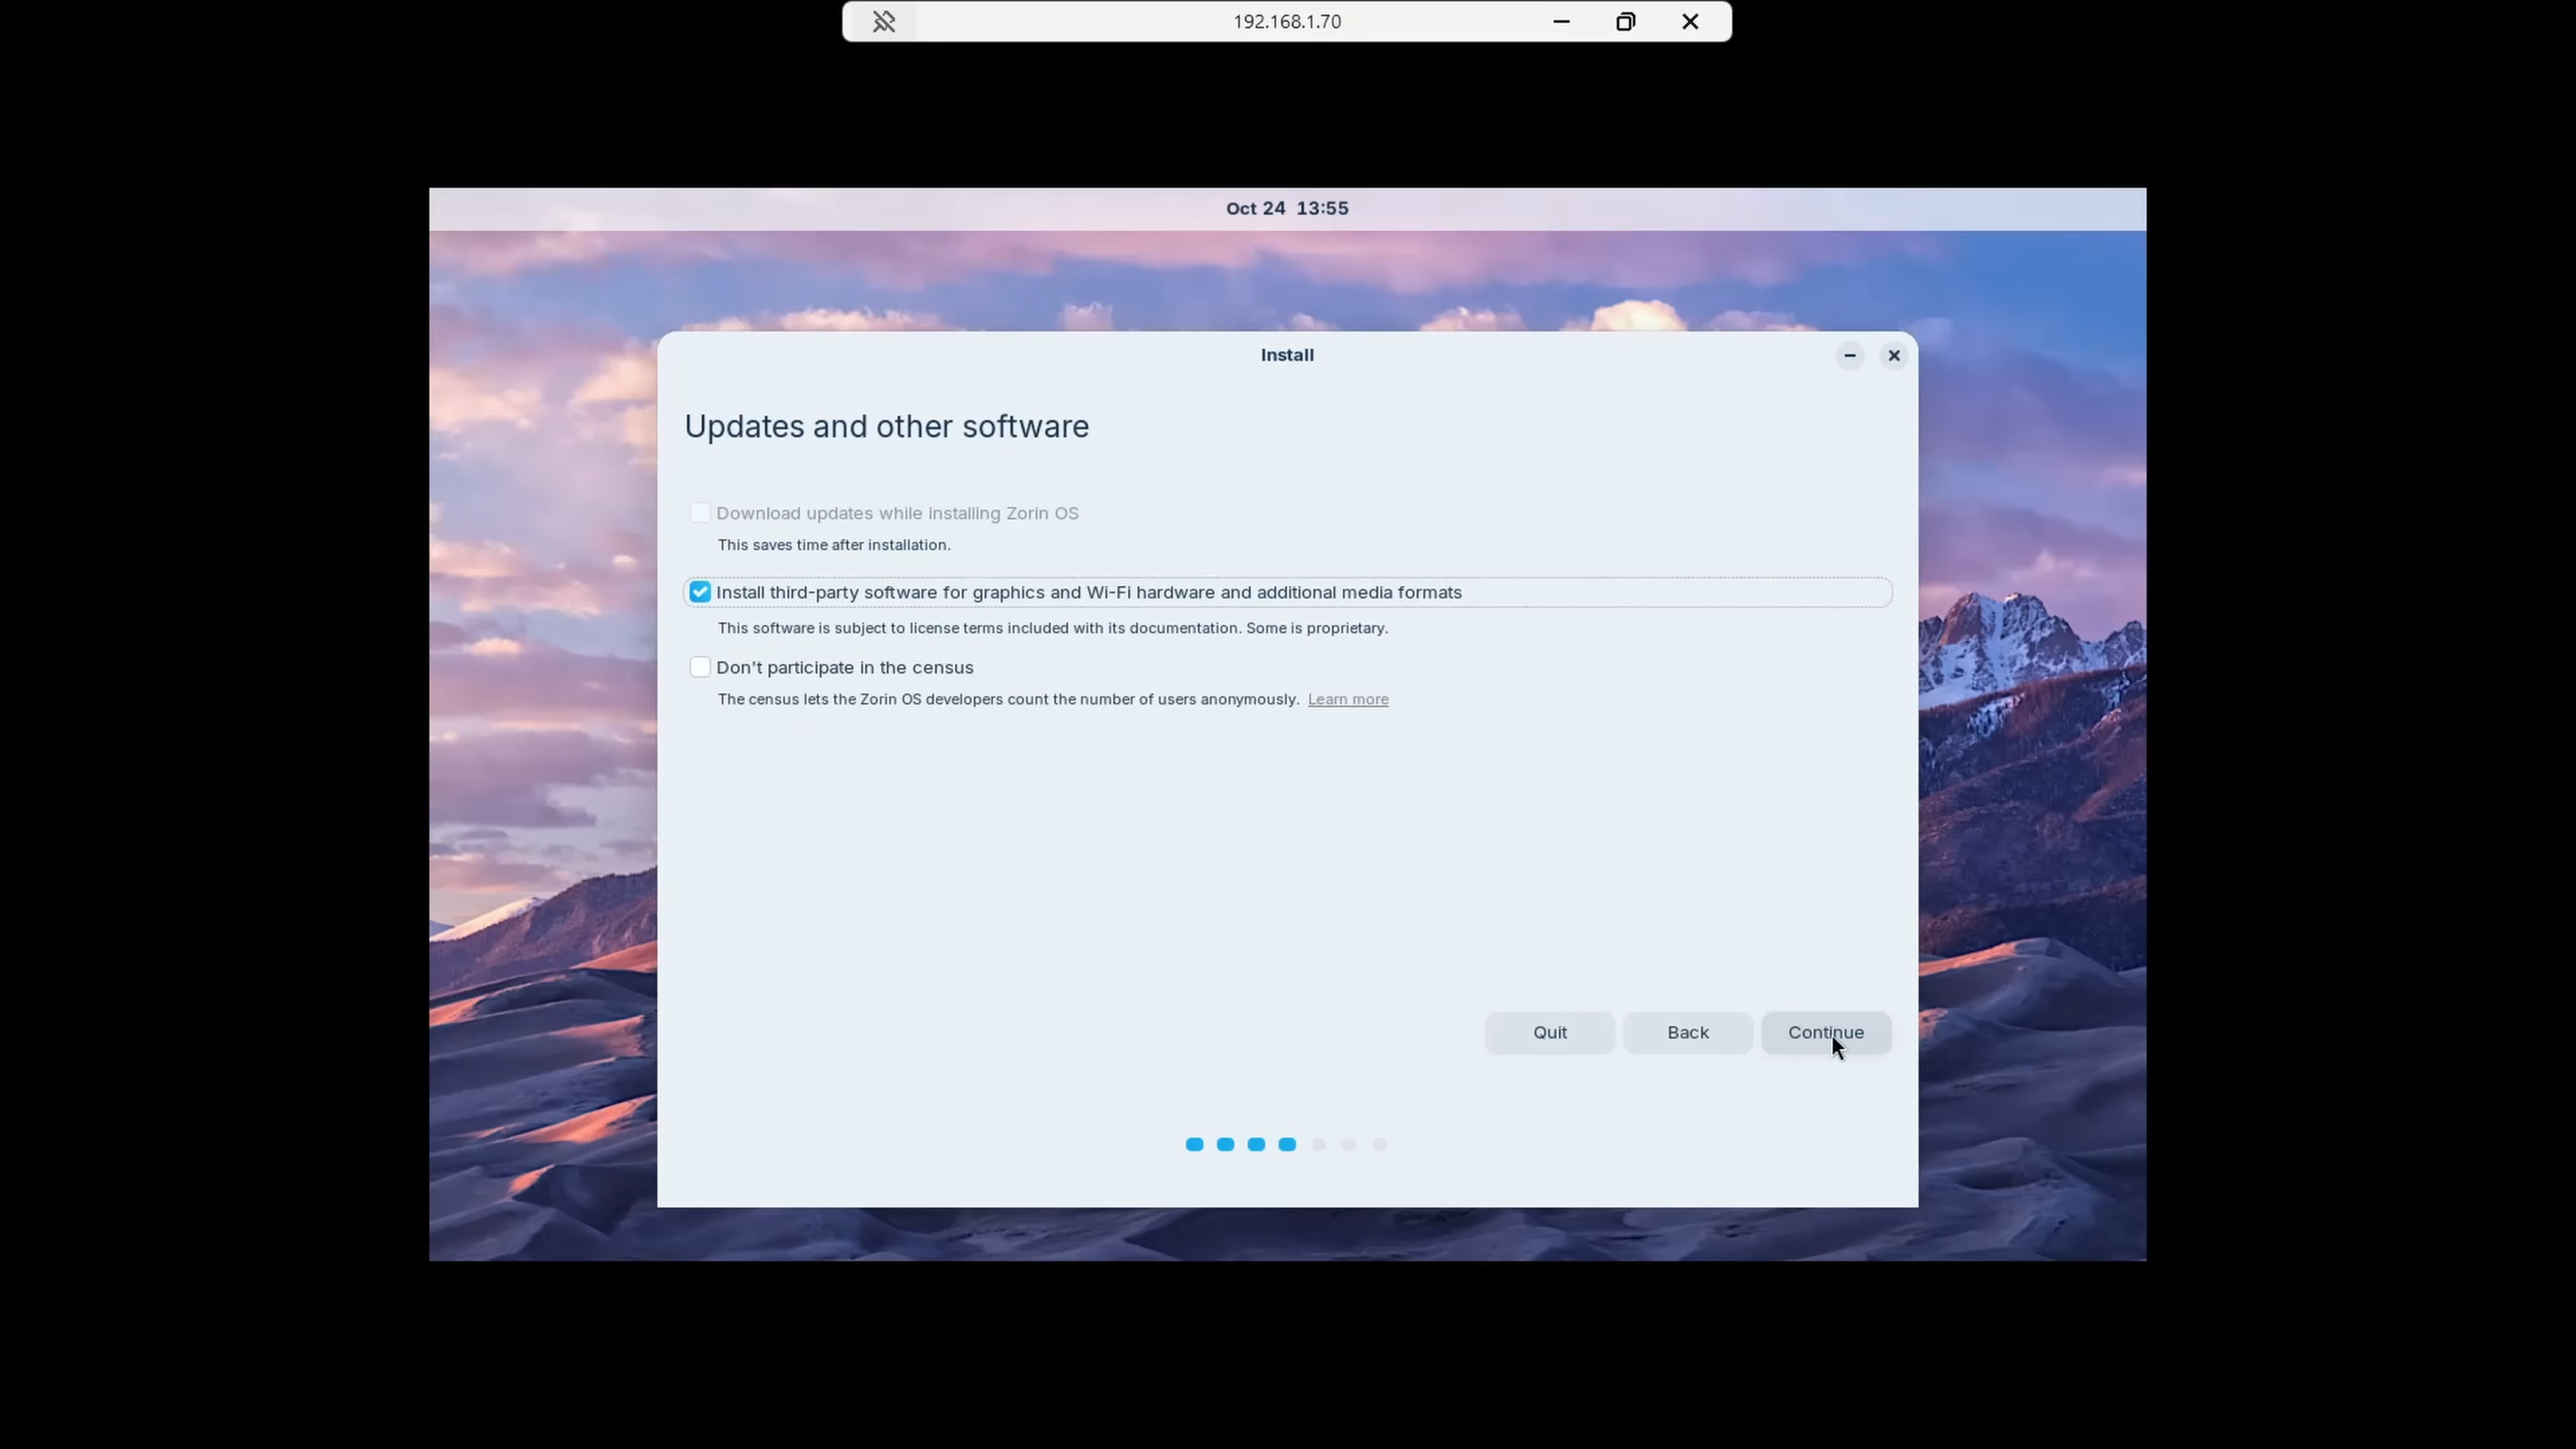 192.168.1.70
Oct 24 13:55
Install
Updates and other software
Download updates while installing Zorin OS
This saves time after installation.
Install third-party software for graphics and Wi-Fi hardware and additional media formats
This software is subject to license terms included with its documentation. Some is proprietary.
Don't participate in the census
The census lets the Zorin OS developers count the number of users anonymously. Learn more
Quit Back Continue